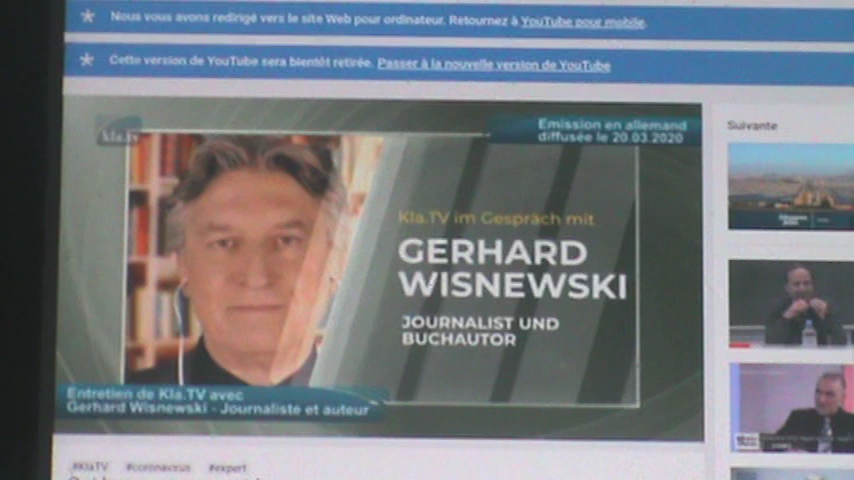 Nous vous avons redirigé vers le site Web pour ordinateur. Retournez à YouTube pour mobile.
Cette version de YouTube sera bientôt retirée. Passer à la nouvelle version de YouTube
kla.tv
Emission en allemand
diffusée le 20.03.2020
Suivante
Kla.TV im Gespräch mit
GERHARD
WISNEWSKI
JOURNALIST UND
BUCHAUTOR
Entretien de Kla.TV avec
Gerhard Wisnewski - Journaliste et auteur
#KlaTV #coronavirus #expert